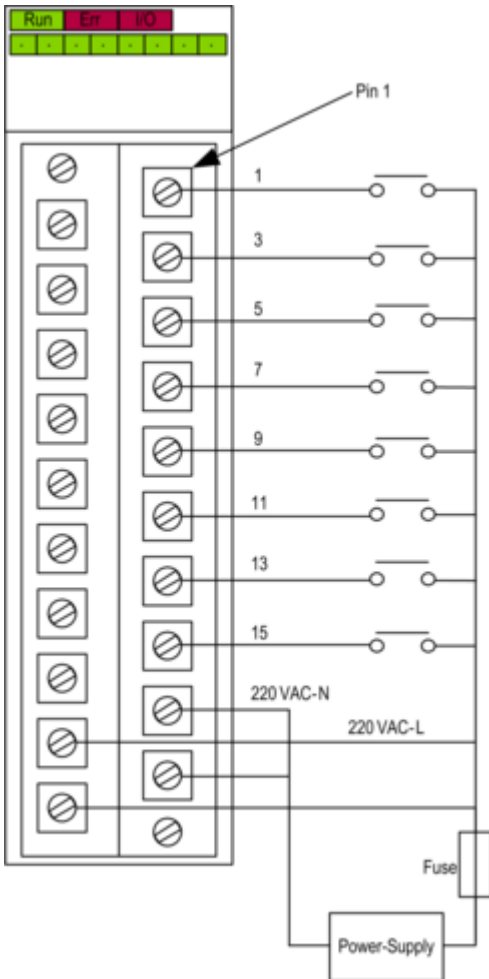 Run Err I/O
Pin 1
1
3
5
7
9
11
13
15
220 VAC-N
220 VAC-L
Fuse
Power-Supply